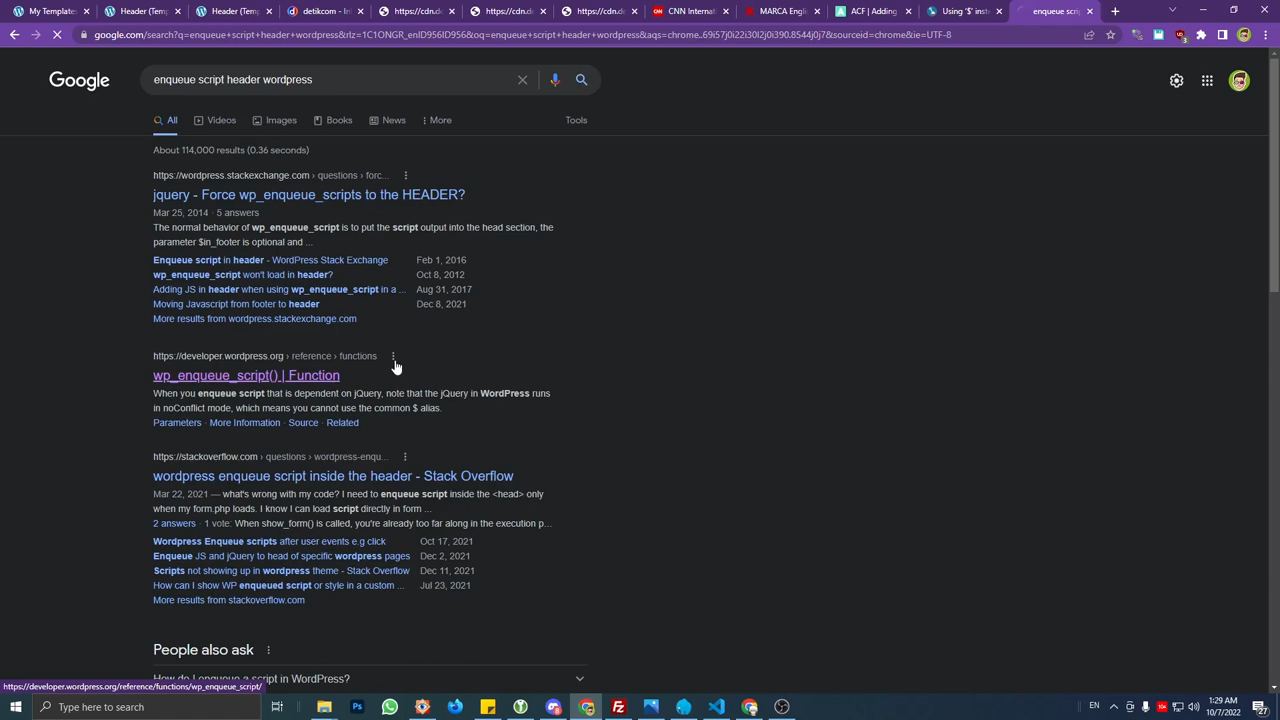 My Templates
Header (Temp
Header (Temp
detikcom - In
https://cdn.de
https://cdn.de
https://cdn.de
CNN Internati
MARCA Englis
ACF | Adding
Using '$' inste
enqueue scrip
google.com/search?q=enqueue+script+header+wordpress&rlz=1C1ONGR_enID956ID956&oq=enqueue+script+header+wordpress&aqs=chrome..69i57j0i22i30l2j0i390.8544j0j7&sourceid=chrome&ie=UTF-8
Google
enqueue script header wordpress
All
Videos
Images
Books
News
More
Tools
About 114,000 results (0.36 seconds)
https://wordpress.stackexchange.com › questions › forc...
jquery - Force wp_enqueue_scripts to the HEADER?
Mar 25, 2014 · 5 answers
The normal behavior of wp_enqueue_script is to put the script output into the head section, the
parameter $in_footer is optional and ...
Enqueue script in header - WordPress Stack Exchange Feb 1, 2016
wp_enqueue_script won't load in header? Oct 8, 2012
Adding JS in header when using wp_enqueue_script in a ... Aug 31, 2017
Moving Javascript from footer to header Dec 8, 2021
More results from wordpress.stackexchange.com
https://developer.wordpress.org › reference › functions
wp_enqueue_script() | Function
When you enqueue script that is dependent on jQuery, note that the jQuery in WordPress runs
in noConflict mode, which means you cannot use the common $ alias.
Parameters · More Information · Source · Related
https://stackoverflow.com › questions › wordpress-enqu...
wordpress enqueue script inside the header - Stack Overflow
Mar 22, 2021 — what's wrong with my code? I need to enqueue script inside the <head> only
when my form.php loads. I know I can load script directly in form ...
2 answers · 1 vote: When show_form() is called, you're already too far along in the execution p...
Wordpress Enqueue scripts after user events e.g click Oct 17, 2021
Enqueue JS and jQuery to head of specific wordpress pages Dec 2, 2021
Scripts not showing up in wordpress theme - Stack Overflow Dec 11, 2021
How can I show WP enqueued script or style in a custom ... Jul 23, 2021
More results from stackoverflow.com
People also ask
How do I enqueue a script in WordPress?
https://developer.wordpress.org/reference/functions/wp_enqueue_script/
Type here to search
EN
1:29 AM
10/7/2022
27